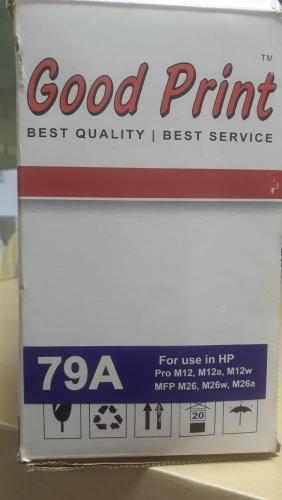 Good Print
TM
BEST QUALITY | BEST SERVICE
79A
For use in HP
Pro M12, M12a, M12w
MFP M26, M26w, M26a
20